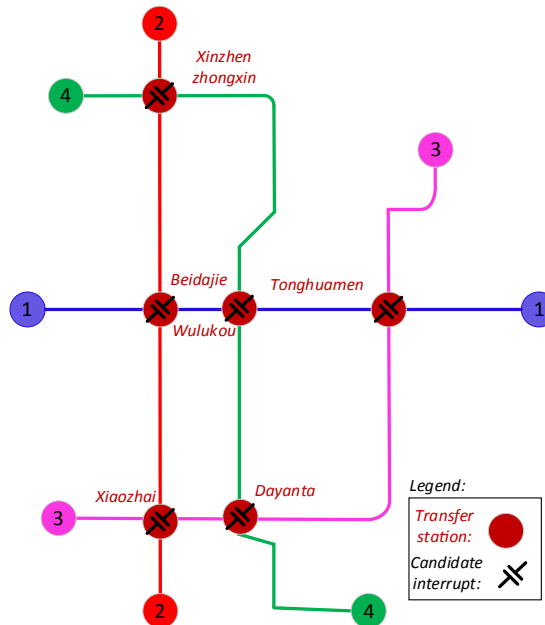 2
Xinzhen
zhongxin
4
3
Beidajie
Tonghuamen
1
1
Wulukou
Xiaozhai
Dayanta
3
2
4
Legend:
Transfer
station:
Candidate
interrupt: